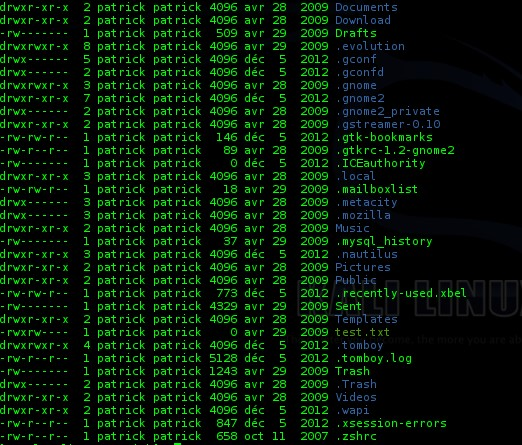 drwxr-xr-x 2 patrick patrick 4096 avr 28 2009 Documents
drwxr-xr-x 2 patrick patrick 4096 avr 28 2009 Download
-rw------- 1 patrick patrick 509 avr 29 2009 Drafts
drwxrwxr-x 8 patrick patrick 4096 avr 29 2009 .evolution
drwx------ 5 patrick patrick 4096 déc 5 2012 .gconf
drwx------ 2 patrick patrick 4096 déc 5 2012 .gconfd
drwxrwxr-x 3 patrick patrick 4096 avr 28 2009 .gnome
drwxr-xr-x 7 patrick patrick 4096 déc 5 2012 .gnome2
drwx------ 2 patrick patrick 4096 avr 28 2009 .gnome2_private
drwxr-xr-x 2 patrick patrick 4096 avr 28 2009 .gstreamer-0.10
-rw-rw-r-- 1 patrick patrick 146 déc 5 2012 .gtk-bookmarks
-rw-r--r-- 1 patrick patrick 89 avr 28 2009 .gtkrc-1.2-gnome2
-rw------- 1 patrick patrick 0 déc 5 2012 .ICEauthority
drwxr-xr-x 3 patrick patrick 4096 avr 28 2009 .local
-rw-rw-r-- 1 patrick patrick 18 avr 29 2009 .mailboxlist
drwx------ 3 patrick patrick 4096 avr 28 2009 .metacity
drwx------ 3 patrick patrick 4096 avr 28 2009 .mozilla
drwxr-xr-x 2 patrick patrick 4096 avr 28 2009 Music
-rw------- 1 patrick patrick 37 avr 29 2009 .mysql_history
drwxr-xr-x 3 patrick patrick 4096 déc 5 2012 .nautilus
drwxr-xr-x 2 patrick patrick 4096 avr 28 2009 Pictures
drwxr-xr-x 2 patrick patrick 4096 avr 28 2009 Public
-rw-rw-r-- 1 patrick patrick 773 déc 5 2012 .recently-used.xbel
-rw------- 1 patrick patrick 4329 avr 29 2009 Sent
drwxr-xr-x 2 patrick patrick 4096 avr 28 2009 Templates
-rwxrw---- 1 patrick patrick 0 avr 29 2009 test.txt
drwxrwxr-x 4 patrick patrick 4096 déc 5 2012 .tomboy
-rw-r--r-- 1 patrick patrick 5128 déc 5 2012 .tomboy.log
-rw------- 1 patrick patrick 1243 avr 29 2009 Trash
drwx------ 2 patrick patrick 4096 avr 28 2009 .Trash
drwxr-xr-x 2 patrick patrick 4096 avr 28 2009 Videos
drwxr-xr-x 2 patrick patrick 4096 déc 5 2012 .wapi
-rw-r--r-- 1 patrick patrick 847 déc 5 2012 .xsession-errors
-rw-r--r-- 1 patrick patrick 658 oct 11 2007 .zshrc
LINUX
the more you are ab